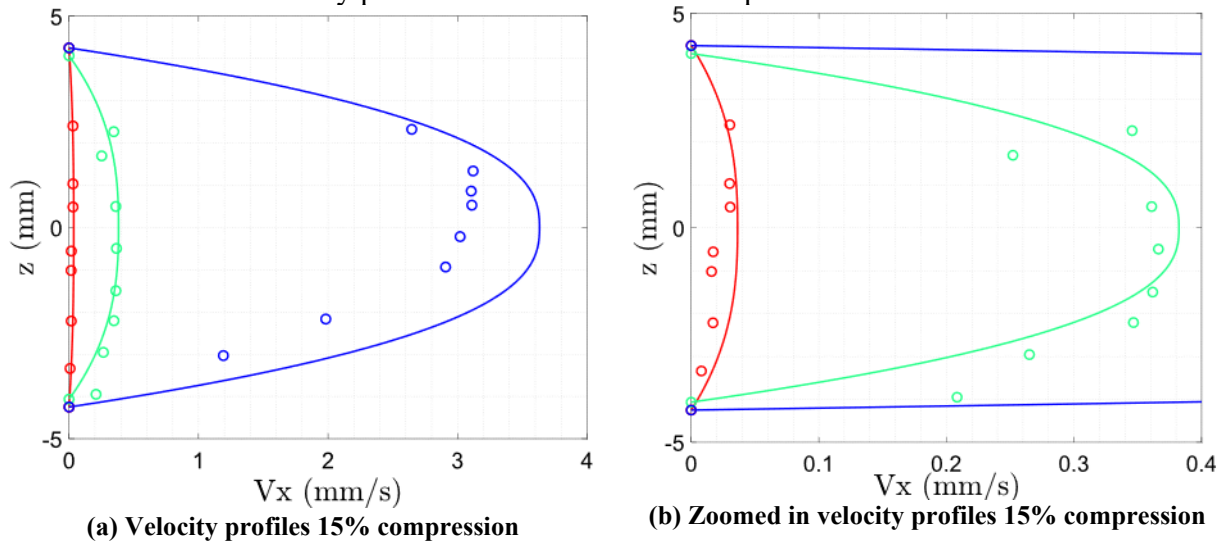 5
0
-5
z (mm)
0
1
2
3
4
Vx (mm/s)
(a) Velocity profiles 15% compression
5
0
-5
z (mm)
0
0.1
0.2
0.3
0.4
Vx (mm/s)
(b) Zoomed in velocity profiles 15% compression